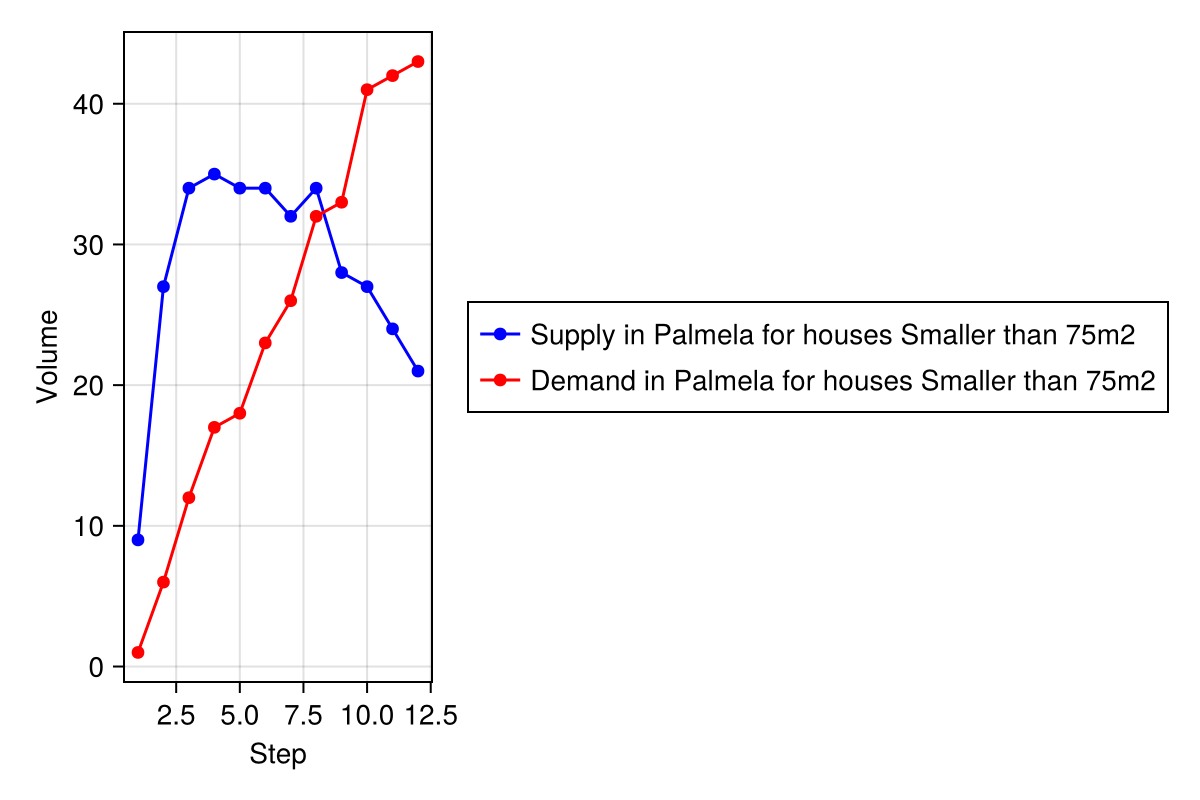 40
30
20
10
0
Volume
2.5 5.0 7.5 10.0 12.5
Step
Supply in Palmela for houses Smaller than 75m2
Demand in Palmela for houses Smaller than 75m2